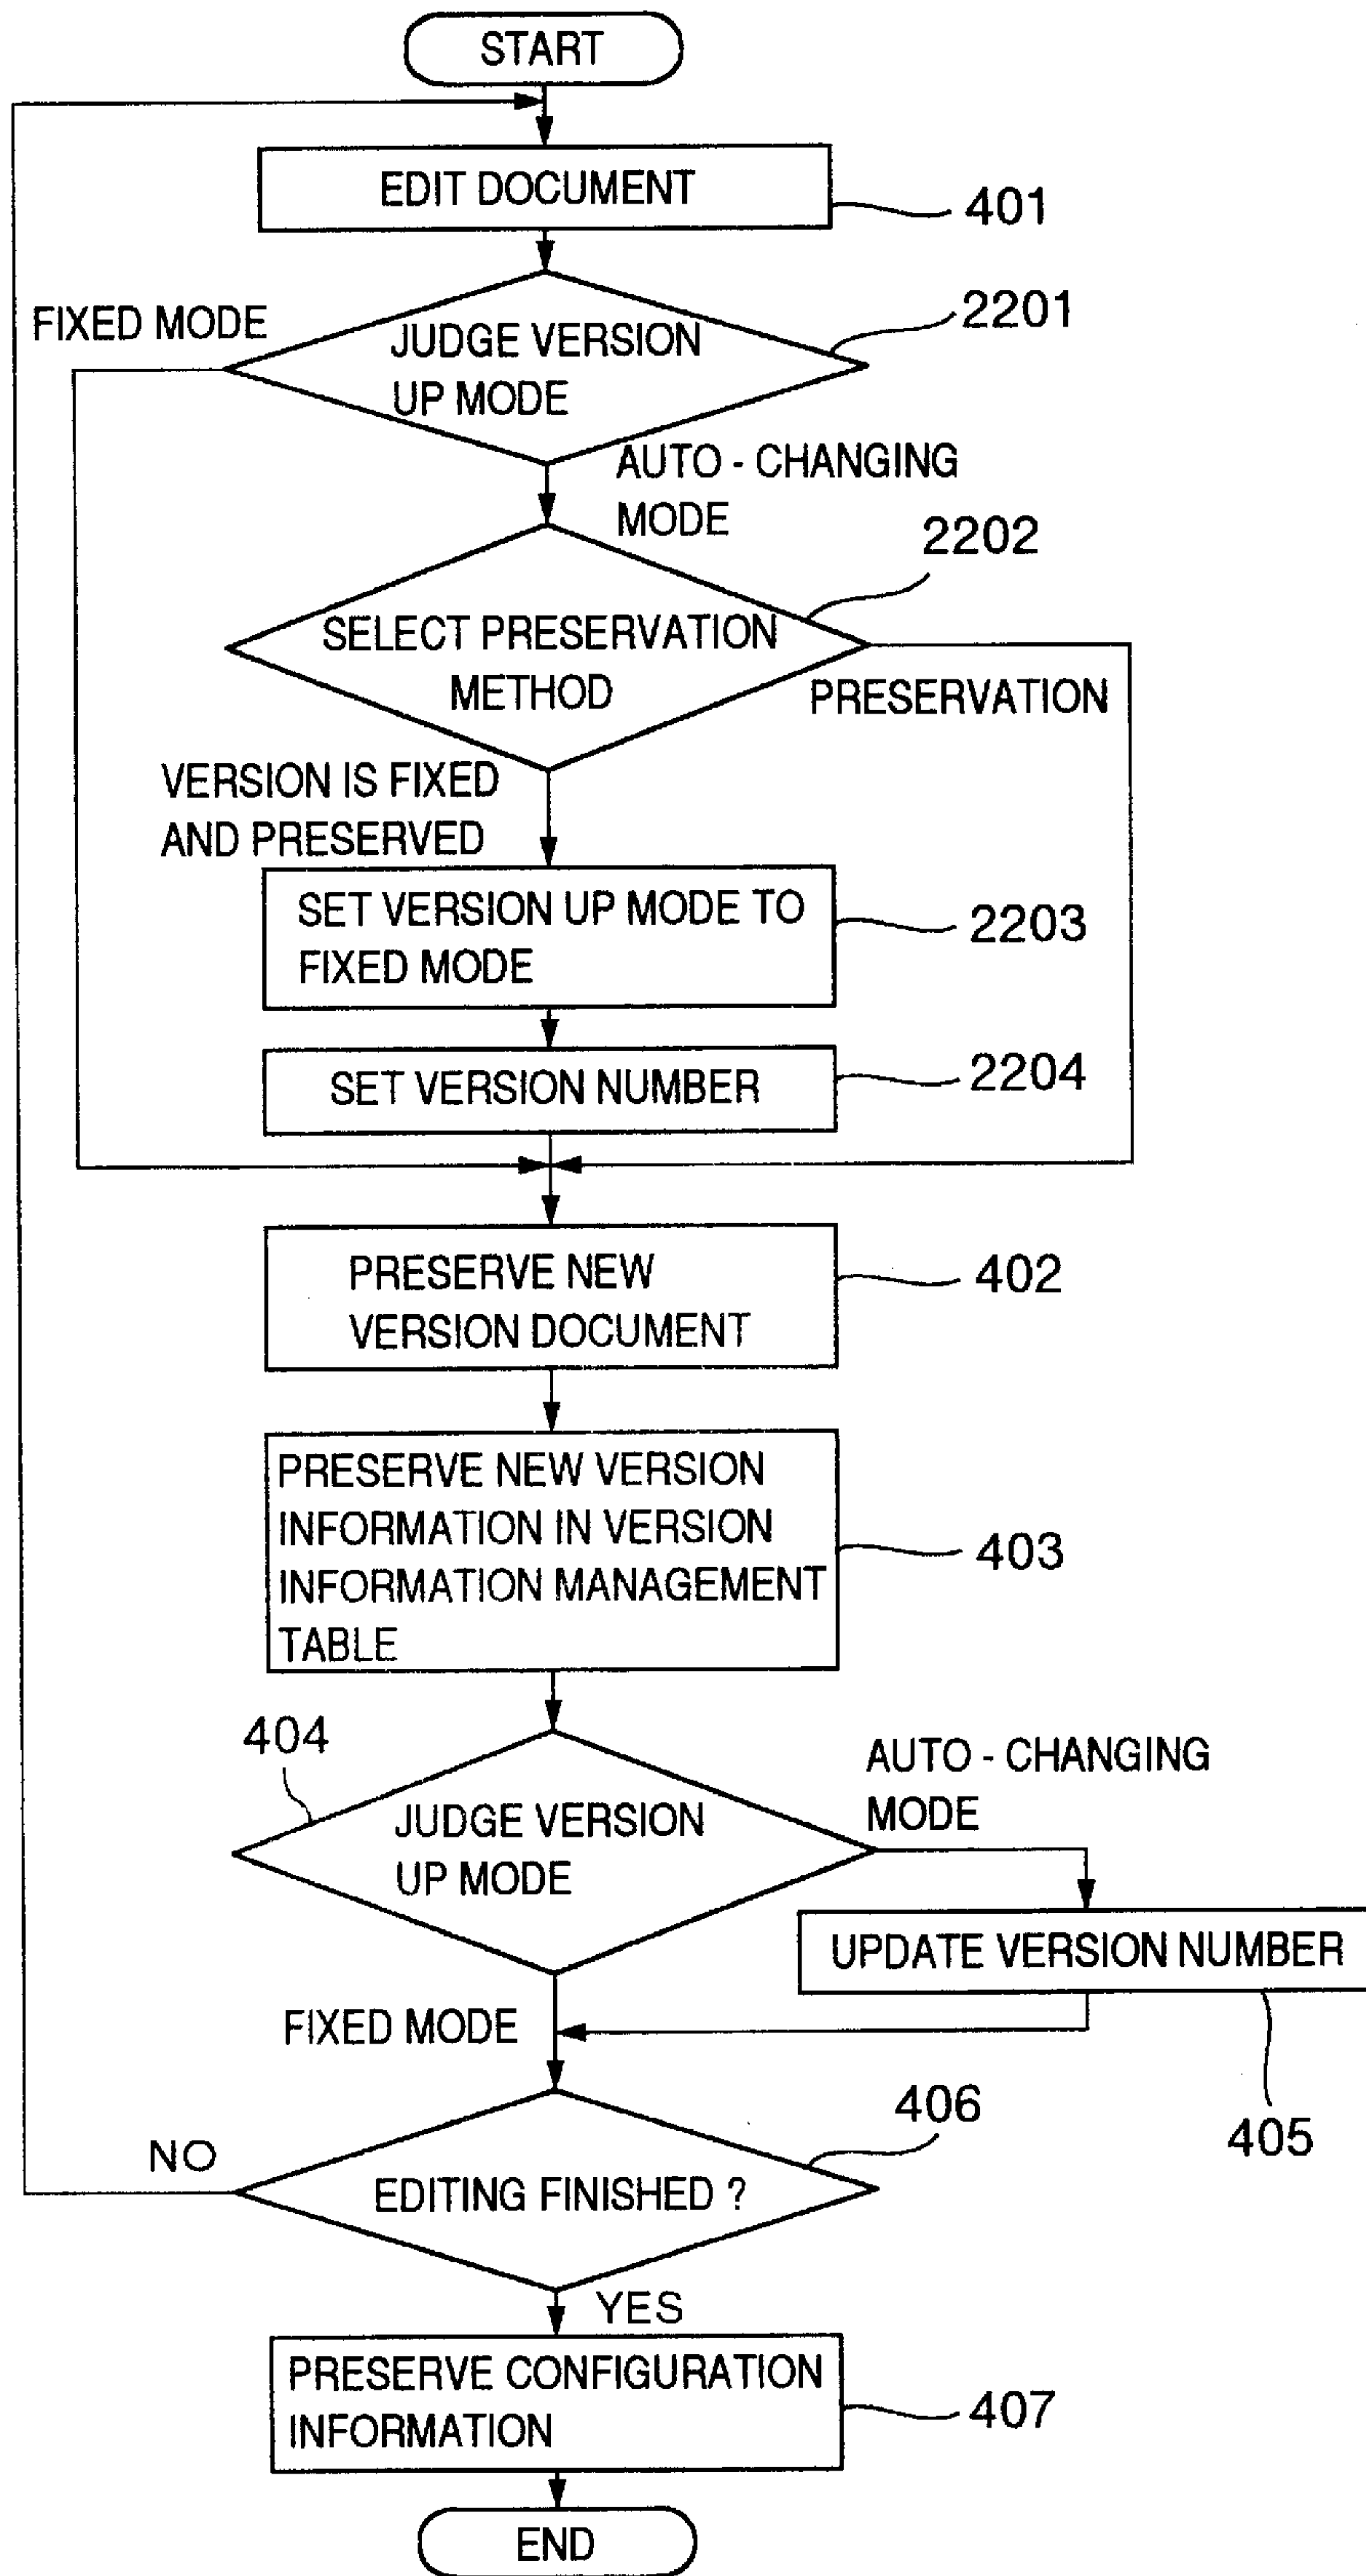 START
EDIT DOCUMENT
401
FIXED MODE
JUDGE VERSION
UP MODE
2201
AUTO - CHANGING
MODE
2202
SELECT PRESERVATION
METHOD
PRESERVATION
VERSION IS FIXED
AND PRESERVED
SET VERSION UP MODE TO
FIXED MODE
2203
SET VERSION NUMBER
2204
PRESERVE NEW
VERSION DOCUMENT
402
PRESERVE NEW VERSION
INFORMATION IN VERSION
INFORMATION MANAGEMENT
TABLE
403
404
JUDGE VERSION
UP MODE
AUTO - CHANGING
MODE
UPDATE VERSION NUMBER
405
FIXED MODE
406
NO
EDITING FINISHED ?
YES
PRESERVE CONFIGURATION
INFORMATION
407
END